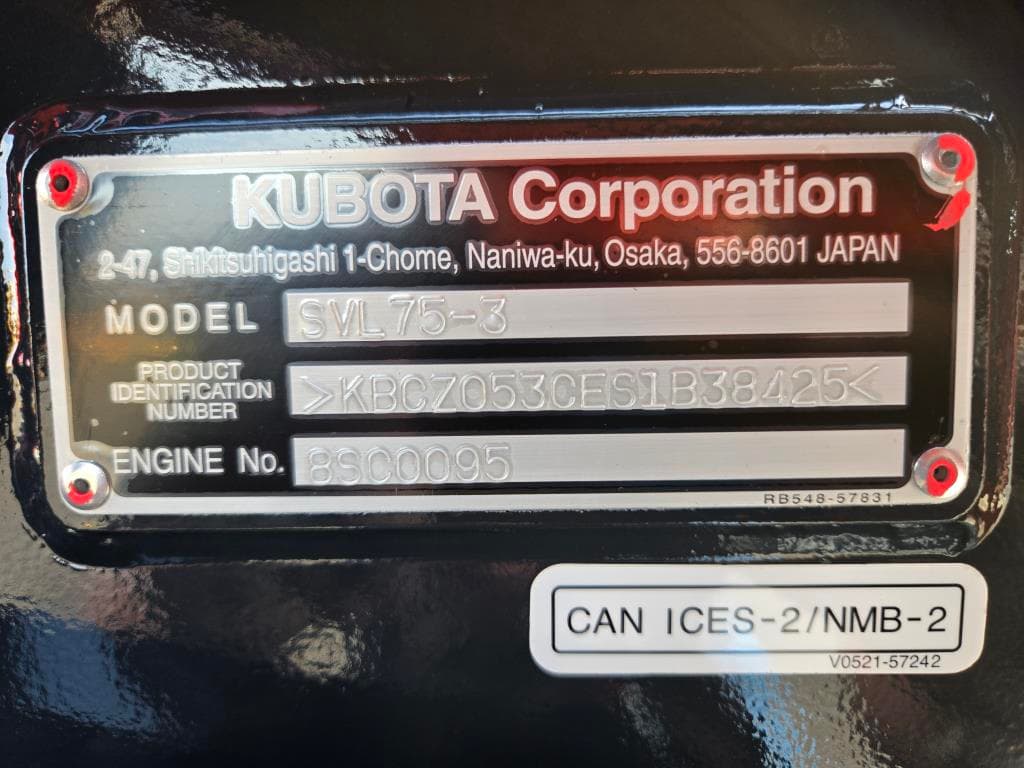 KUBOTA Corporation
2-47, Shikitsuhigashi 1-Chome, Naniwa-ku, Osaka, 556-8601 JAPAN
MODEL SVL75-3
PRODUCT
IDENTIFICATION
NUMBER
>KBCZ053CES1B38425<
ENGINE No. 8SC0095
RB548-57831
CAN ICES-2/NMB-2
V0521-57242